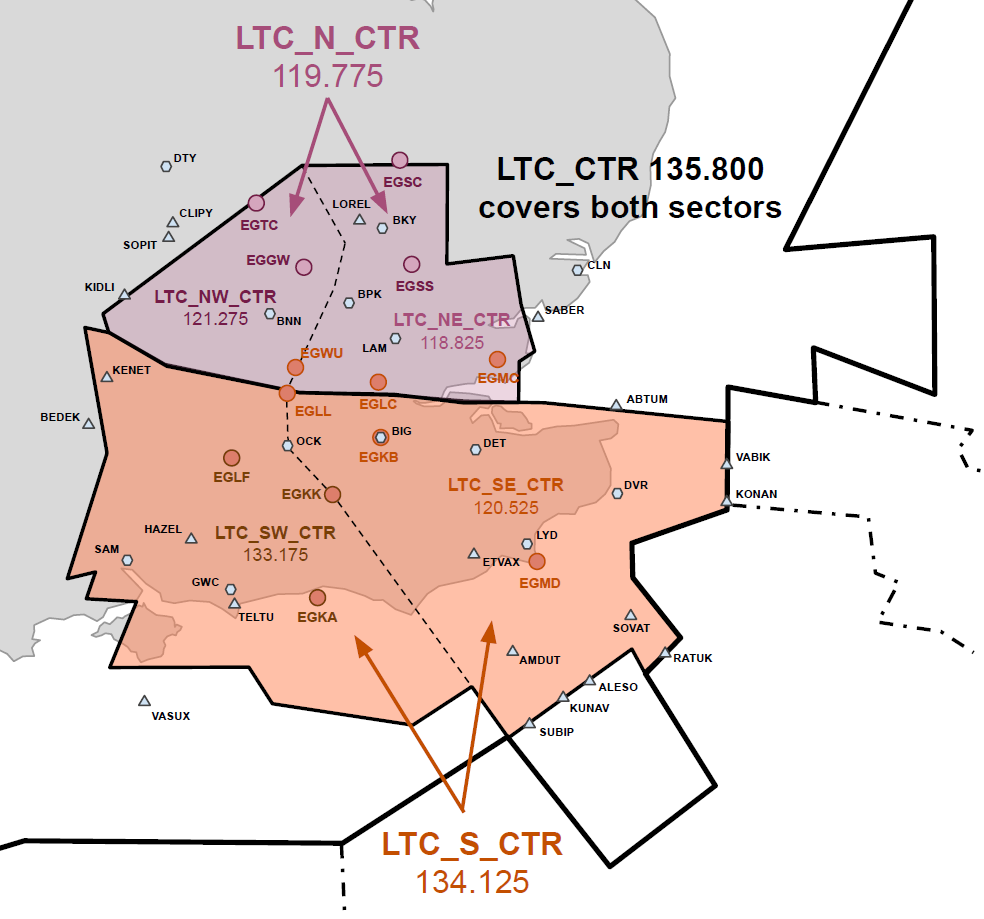 LTC_N_CTR
119.775
LTC_CTR 135.800
covers both sectors
DTY
EGSC
LOREL
BKY
CLIPY
EGTC
SOPIT
EGGW
EGSS
CLN
KIDLI
LTC_NW_CTR
121.275
BPK
BNN
LTC_NE_CTR
118.825
SABER
LAM
EGWU
KENET
EGMC
EGLC
EGLL
ABTUM
BEDEK
OCK
BIG
EGKB
DET
VABIK
EGLF
EGKK
LTC_SE_CTR
120.525
DVR
KONAN
HAZEL
LTC_SW_CTR
133.175
LYD
SAM
ETVAX
GWC
EGMD
TELTU
EGKA
SOVAT
AMDUT
RATUK
ALESO
KUNAV
VASUX
SUBIP
LTC_S_CTR
134.125